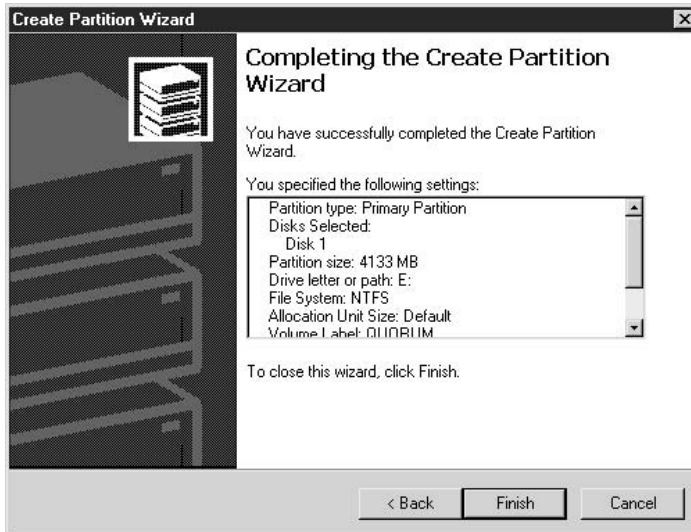 Create Partition Wizard
Completing the Create Partition
Wizard
You have successfully completed the Create Partition
Wizard.
You specified the following settings:
Partition type: Primary Partition
Disks Selected:
Disk 1
Partition size: 4133 MB
Drive letter or path: E:
File System: NTFS
Allocation Unit Size: Default
Volume Label: QUORUM
To close this wizard, click Finish.
< Back Finish Cancel